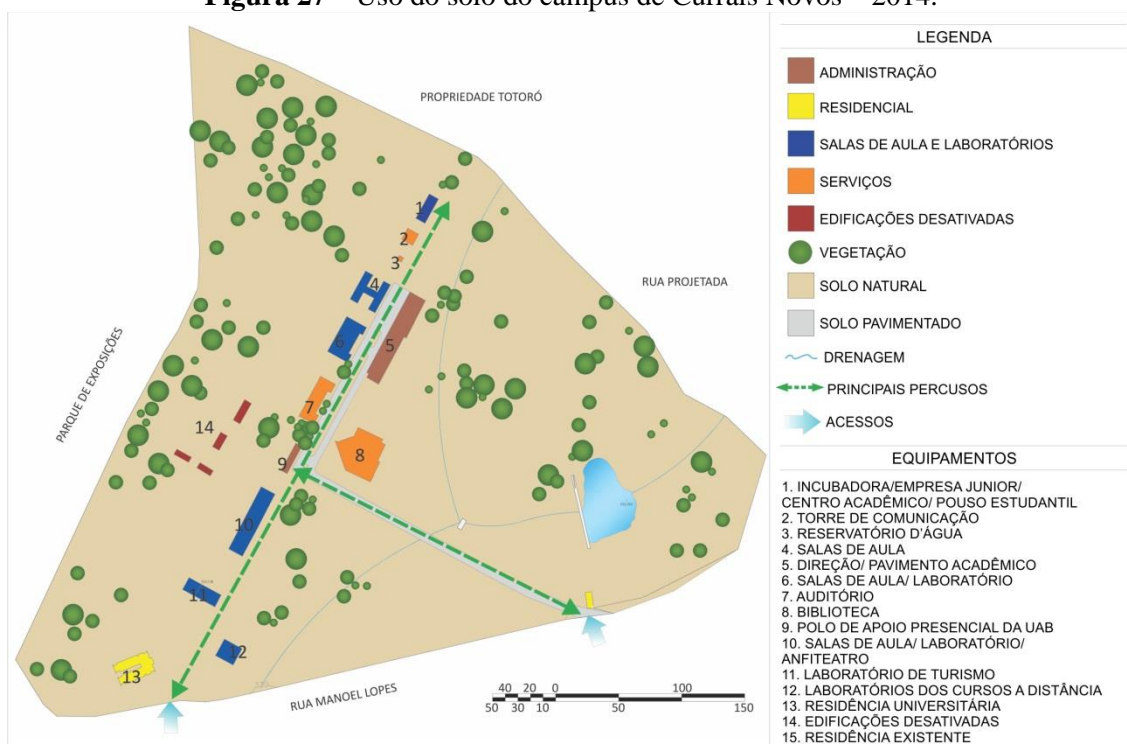 Figura 27 – Uso do solo do campus de Currais Novos – 2014.
PROPRIEDADE TOTORÓ
RUA PROJETADA
PARQUE DE EXPOSIÇÕES
RUA MANOEL LOPES
1
2
3
4
5
6
7
8
9
10
11
12
13
14
40 20 0 100
50 30 10 50 150
LEGENDA
ADMINISTRAÇÃO
RESIDENCIAL
SALAS DE AULA E LABORATÓRIOS
SERVIÇOS
EDIFICAÇÕES DESATIVADAS
VEGETAÇÃO
SOLO NATURAL
SOLO PAVIMENTADO
DRENAGEM
PRINCIPAIS PERCUSOS
ACESSOS
EQUIPAMENTOS
1. INCUBADORA/EMPRESA JUNIOR/
CENTRO ACADÊMICO/ POUSO ESTUDANTIL
2. TORRE DE COMUNICAÇÃO
3. RESERVATÓRIO D'ÁGUA
4. SALAS DE AULA
5. DIREÇÃO/ PAVIMENTO ACADÊMICO
6. SALAS DE AULA/ LABORATÓRIO
7. AUDITÓRIO
8. BIBLIOTECA
9. POLO DE APOIO PRESENCIAL DA UAB
10. SALAS DE AULA/ LABORATÓRIO/
ANFITEATRO
11. LABORATÓRIO DE TURISMO
12. LABORATÓRIOS DOS CURSOS A DISTÂNCIA
13. RESIDÊNCIA UNIVERSITÁRIA
14. EDIFICAÇÕES DESATIVADAS
15. RESIDÊNCIA EXISTENTE